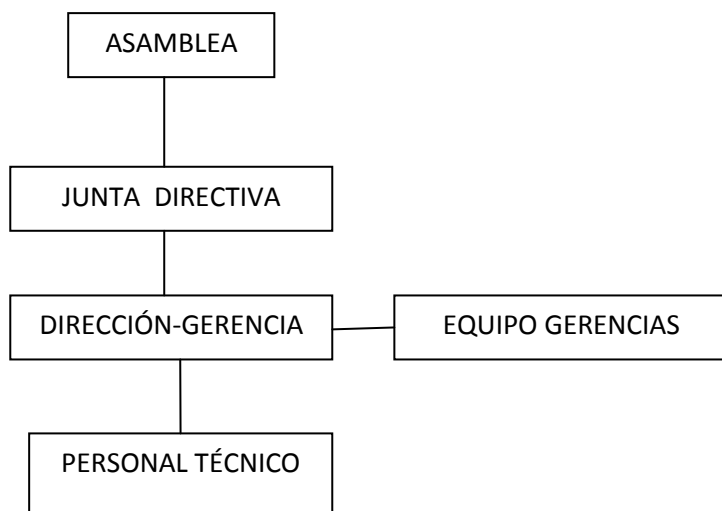 ASAMBLEA
JUNTA DIRECTIVA
DIRECCIÓN-GERENCIA
EQUIPO GERENCIAS
PERSONAL TÉCNICO